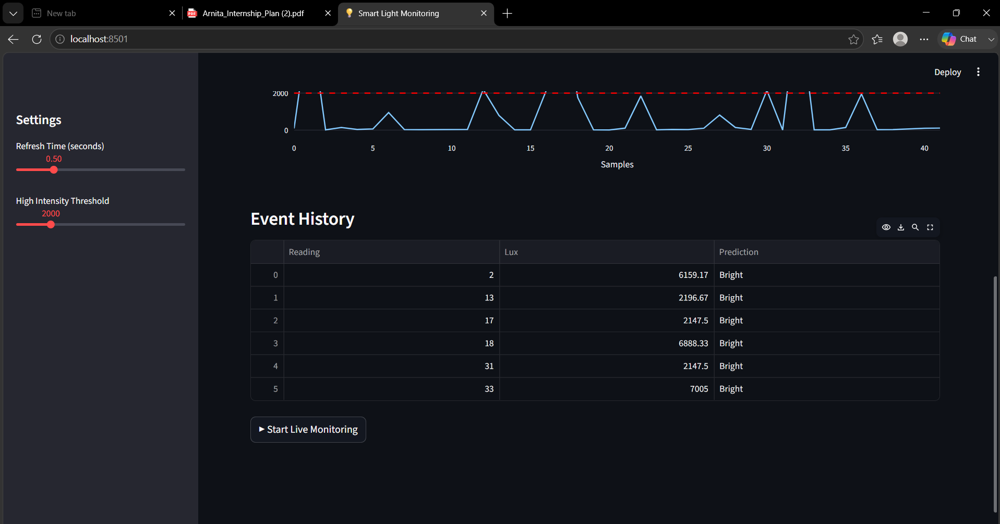 New tab
Arnita_Internship_Plan (2).pdf
Smart Light Monitoring
localhost:8501
Chat
Deploy
Settings
Refresh Time (seconds)
0.50
High Intensity Threshold
2000
2000
0
0 5 10 15 20 25 30 35 40
Samples
Event History
Reading Lux Prediction
0 2 6159.17 Bright
1 13 2196.67 Bright
2 17 2147.5 Bright
3 18 6888.33 Bright
4 31 2147.5 Bright
5 33 7005 Bright
Start Live Monitoring